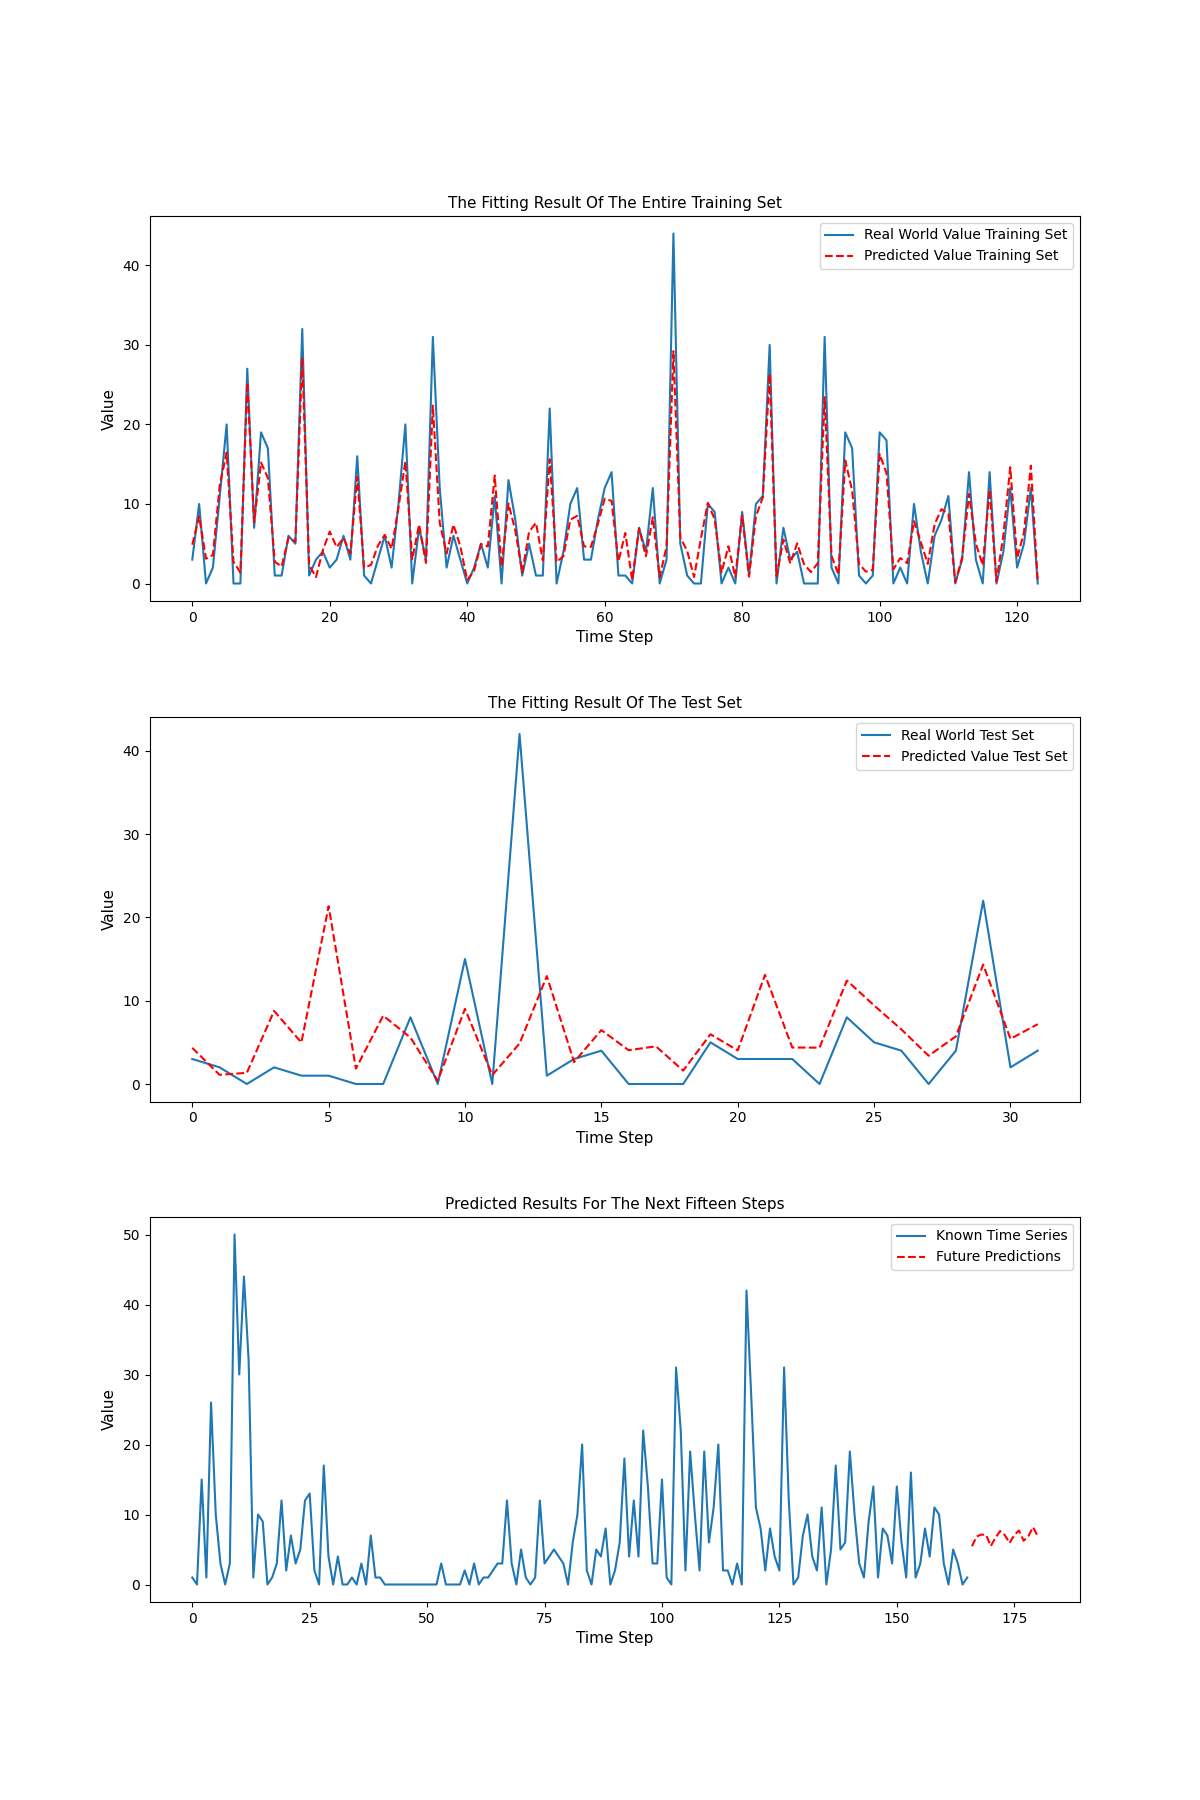 The Fitting Result Of The Entire Training Set
Real World Value Training Set
Predicted Value Training Set
Value
40
30
20
10
0
0 20 40 60 80 100 120
Time Step
The Fitting Result Of The Test Set
Real World Test Set
Predicted Value Test Set
Value
40
30
20
10
0
0 5 10 15 20 25 30
Time Step
Predicted Results For The Next Fifteen Steps
Known Time Series
Future Predictions
Value
50
40
30
20
10
0
0 25 50 75 100 125 150 175
Time Step